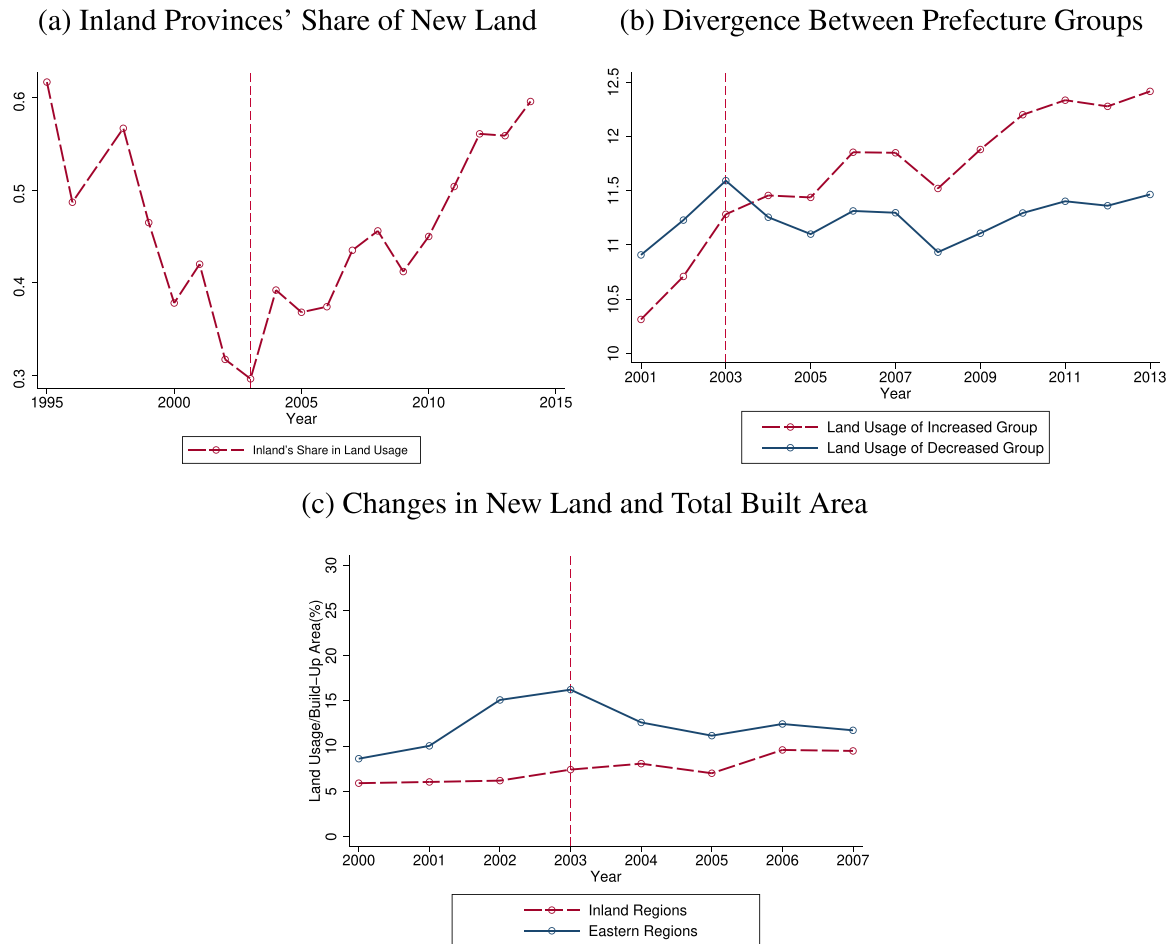 (a) Inland Provinces’ Share of New Land
0.6
0.5
0.4
0.3
1995 2000 2005 2010 2015
Year
Inland's Share in Land Usage
(b) Divergence Between Prefecture Groups
12.5
12
11.5
11
10.5
10
2001 2003 2005 2007 2009 2011 2013
Year
Land Usage of Increased Group
Land Usage of Decreased Group
(c) Changes in New Land and Total Built Area
Land Usage/Build−Up Area(%)
30
25
20
15
10
5
0
2000 2001 2002 2003 2004 2005 2006 2007
Year
Inland Regions
Eastern Regions